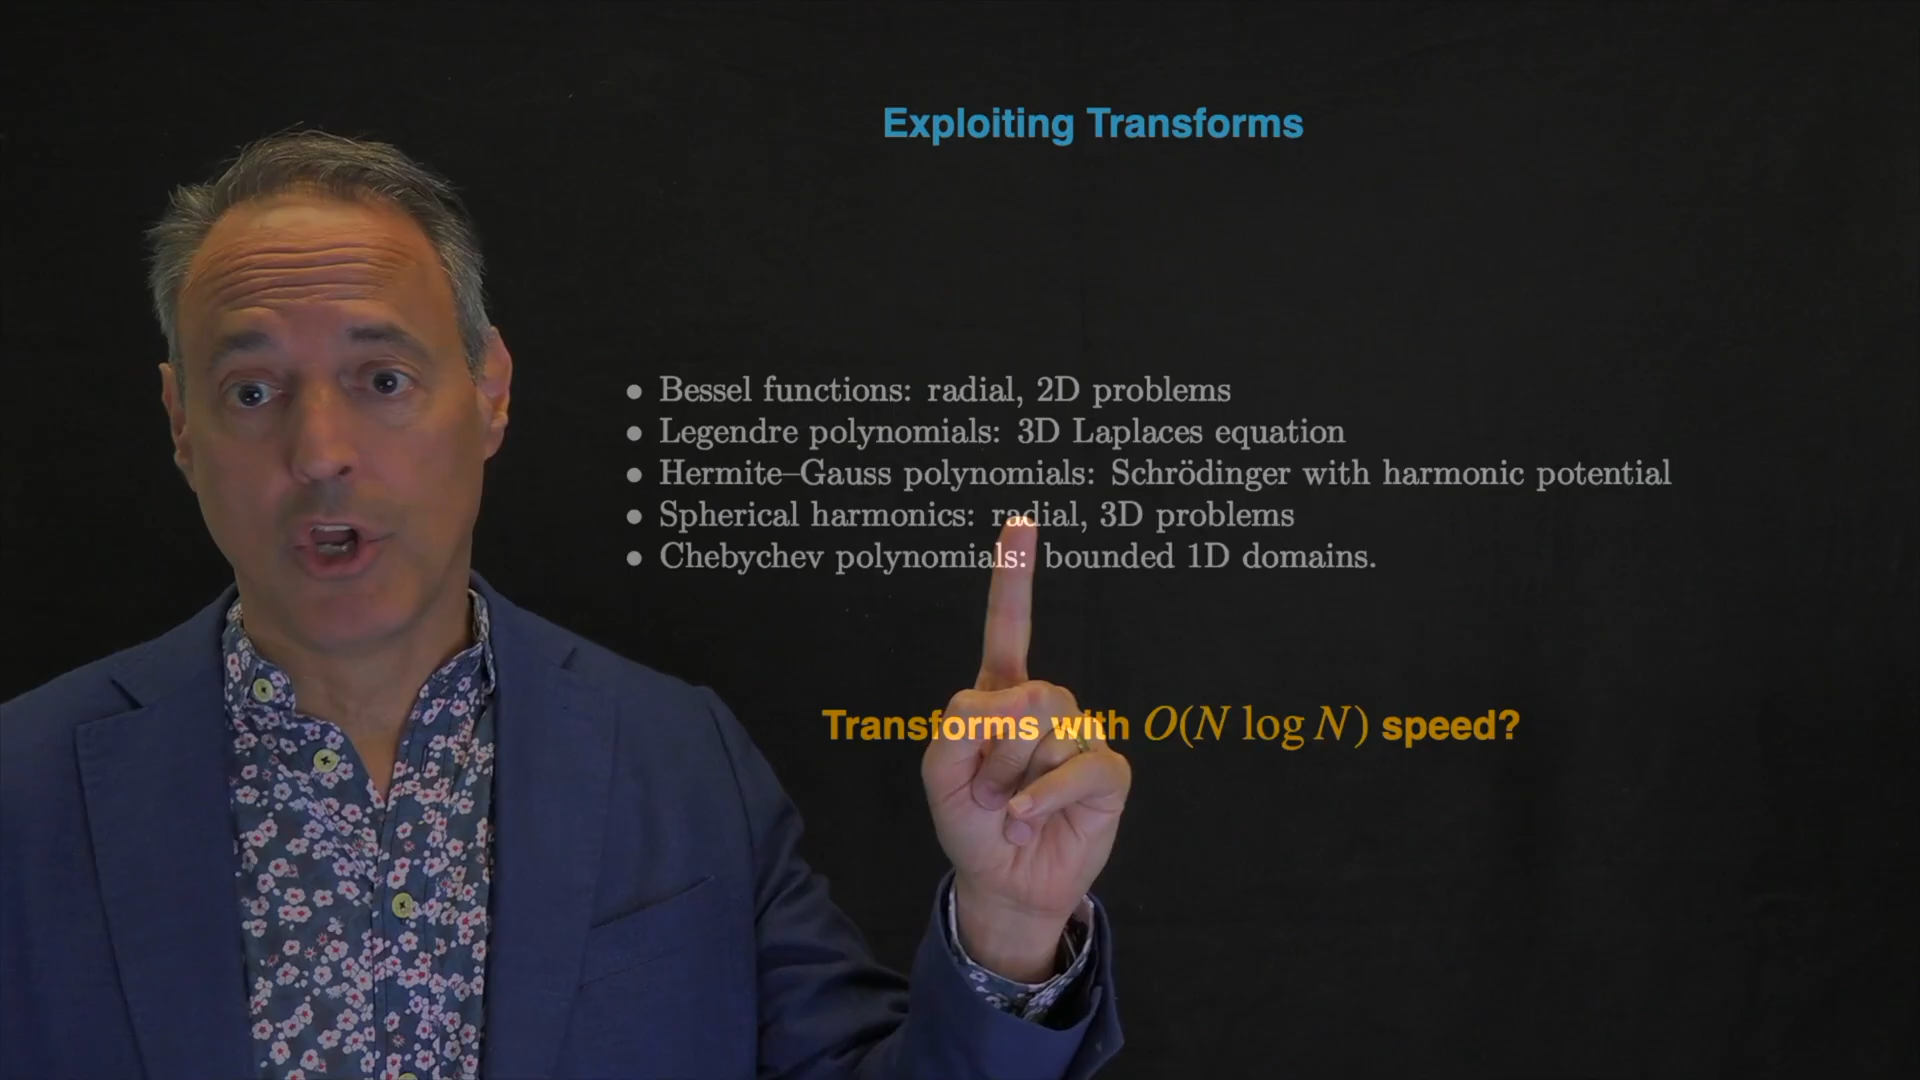 Exploiting Transforms
• Bessel functions: radial, 2D problems
• Legendre polynomials: 3D Laplaces equation
• Hermite–Gauss polynomials: Schrödinger with harmonic potential
• Spherical harmonics: radial, 3D problems
• Chebychev polynomials: bounded 1D domains.
Transforms with O(N log N) speed?